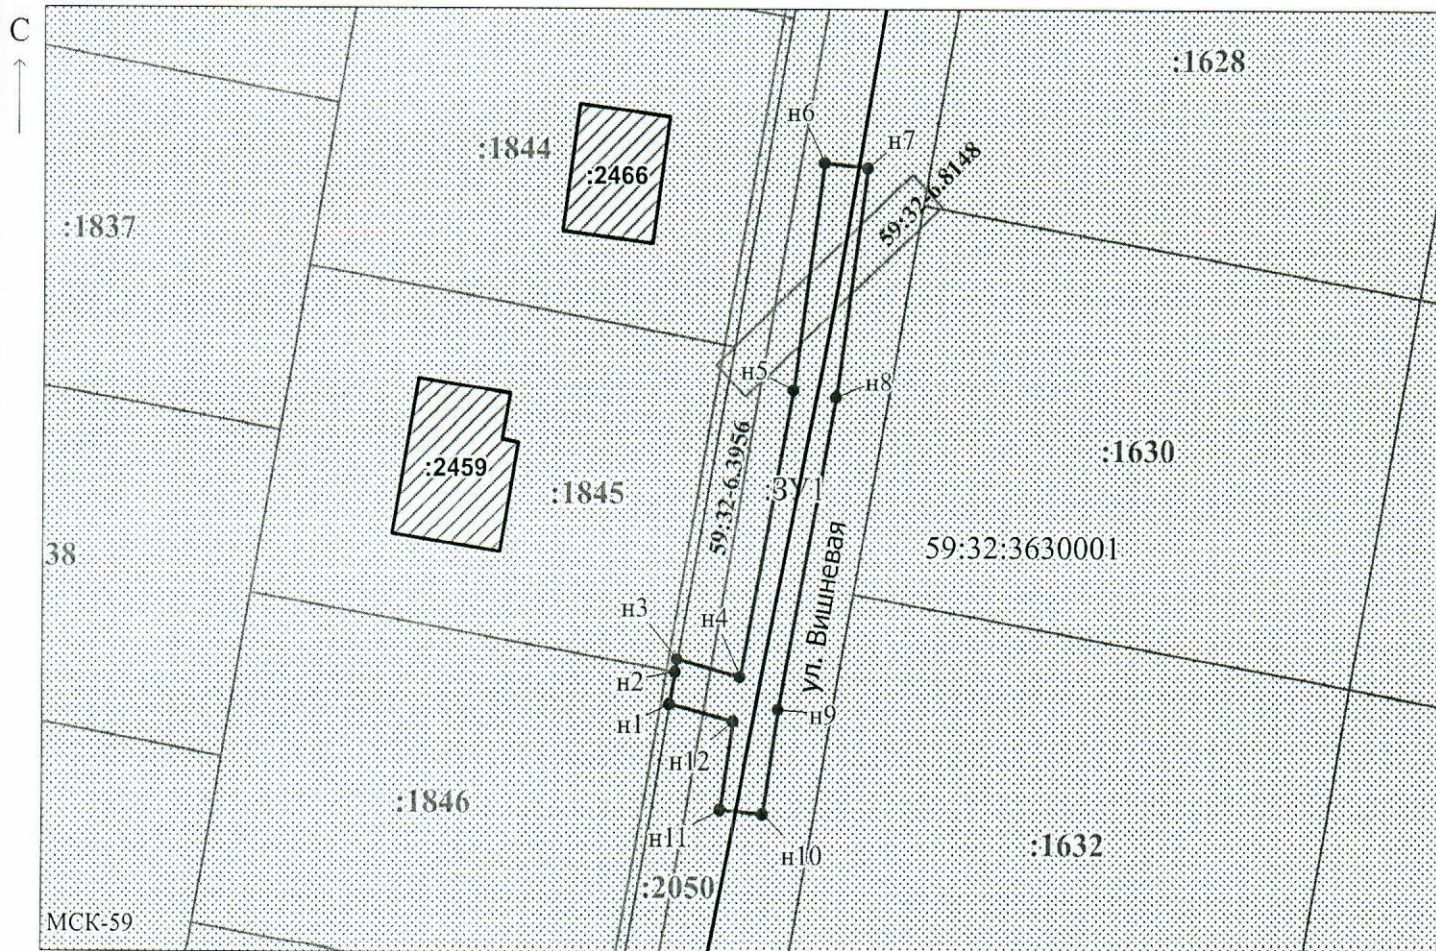 С
:1628
н6
н7
:1844
:2466
59:32-6.8148
:1837
н5
н8
:2459
:1845
59:32-6.3956
:ЗУ1
:1630
38
59:32:3630001
ул. Вишневая
н3
н4
н2
н1
н9
н12
:1846
н11
н10
:1632
:2050
МСК-59